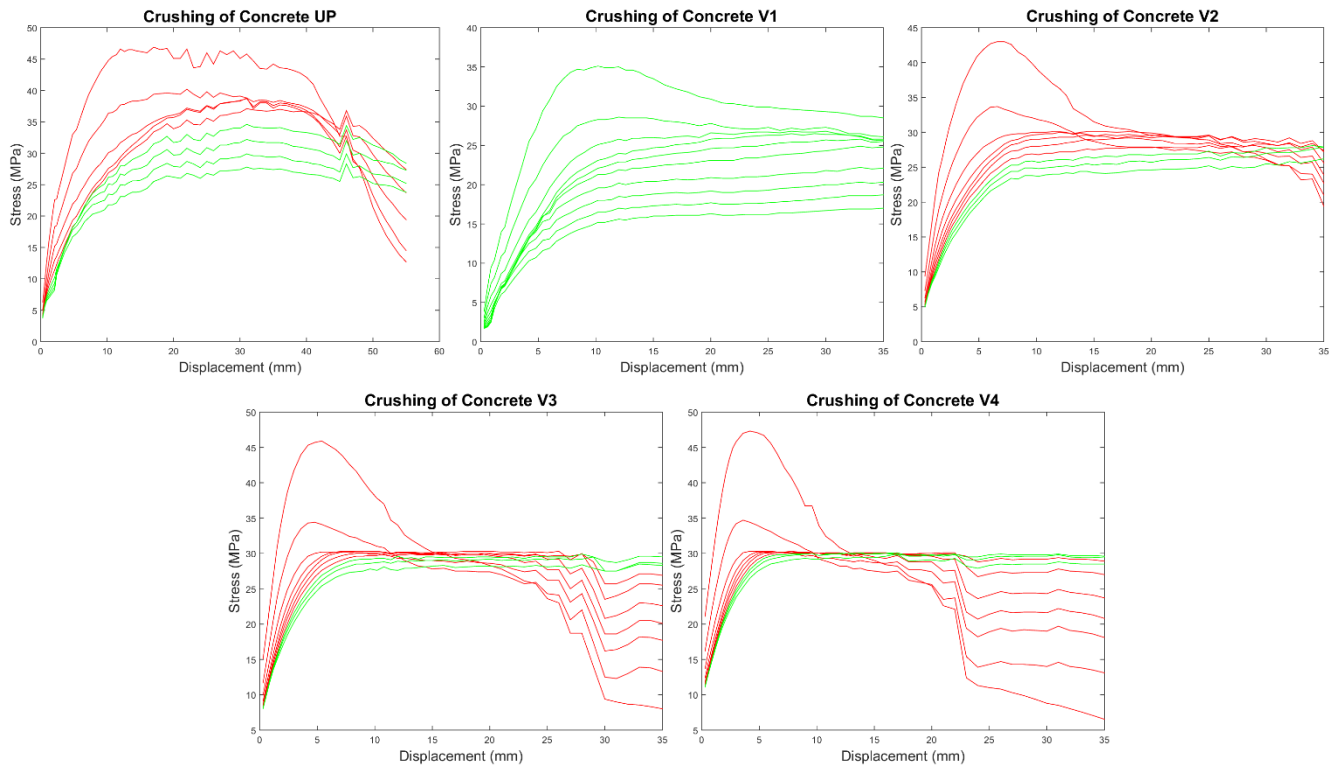 Crushing of Concrete UP
50
45
40
35
30
25
20
15
10
5
0
Stress (MPa)
0 10 20 30 40 50 60
Displacement (mm)
Crushing of Concrete V1
40
35
30
25
20
15
10
5
0
Stress (MPa)
0 5 10 15 20 25 30 35
Displacement (mm)
Crushing of Concrete V2
45
40
35
30
25
20
15
10
5
0
Stress (MPa)
0 5 10 15 20 25 30 35
Displacement (mm)
Crushing of Concrete V3
50
45
40
35
30
25
20
15
10
5
Stress (MPa)
0 5 10 15 20 25 30 35
Displacement (mm)
Crushing of Concrete V4
50
45
40
35
30
25
20
15
10
5
Stress (MPa)
0 5 10 15 20 25 30 35
Displacement (mm)